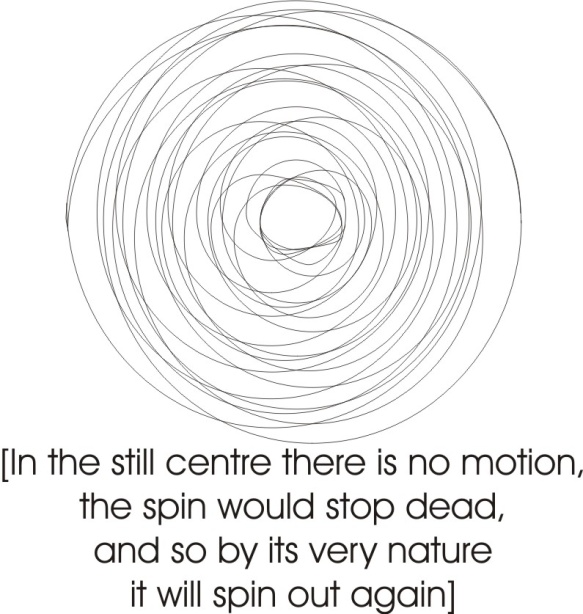 [In the still centre there is no motion,
the spin would stop dead,
and so by its very nature
it will spin out again]